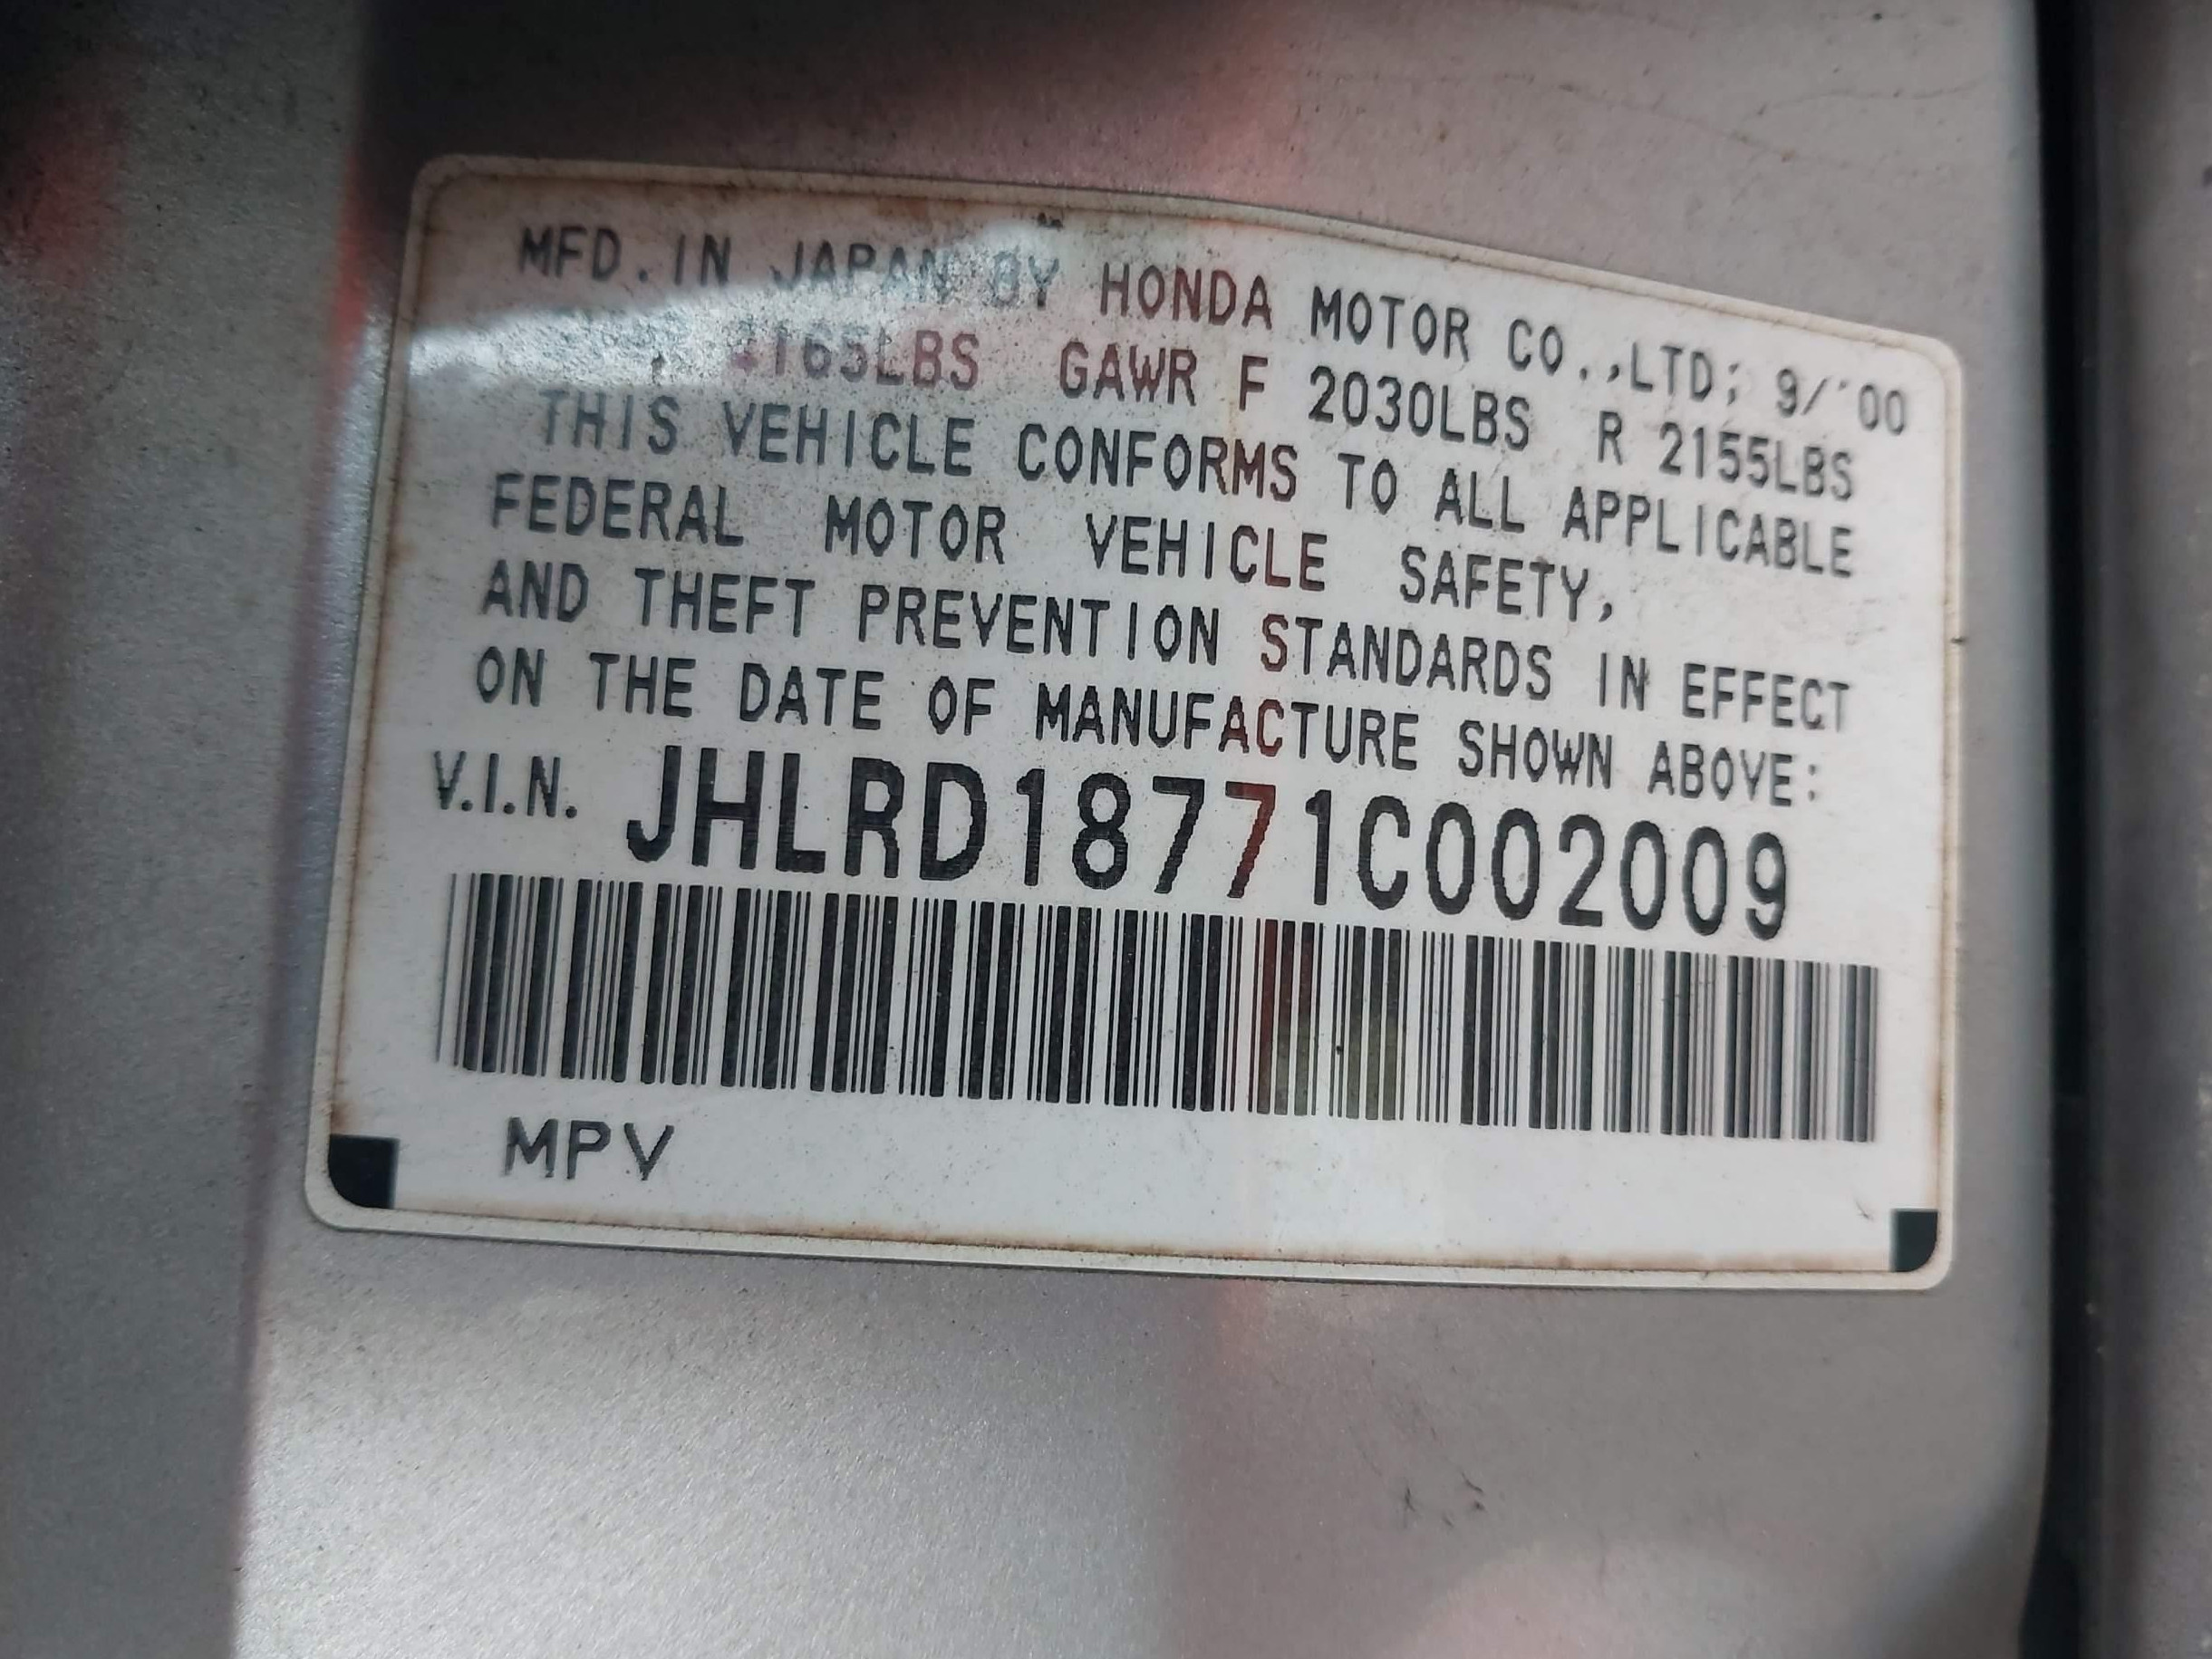 MFD. IN JAPAN BY HONDA MOTOR CO.,LTD; 9/'00
GAWR F 2030LBS R 2155LBS
THIS VEHICLE CONFORMS TO ALL APPLICABLE
FEDERAL MOTOR VEHICLE SAFETY,
AND THEFT PREVENTION STANDARDS IN EFFECT
ON THE DATE OF MANUFACTURE SHOWN ABOVE:
V.I.N. JHLRD18771C002009
MPV